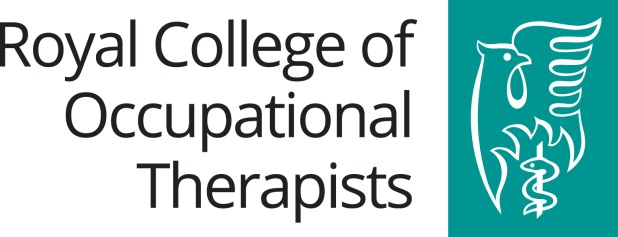 Royal College of
Occupational
Therapists